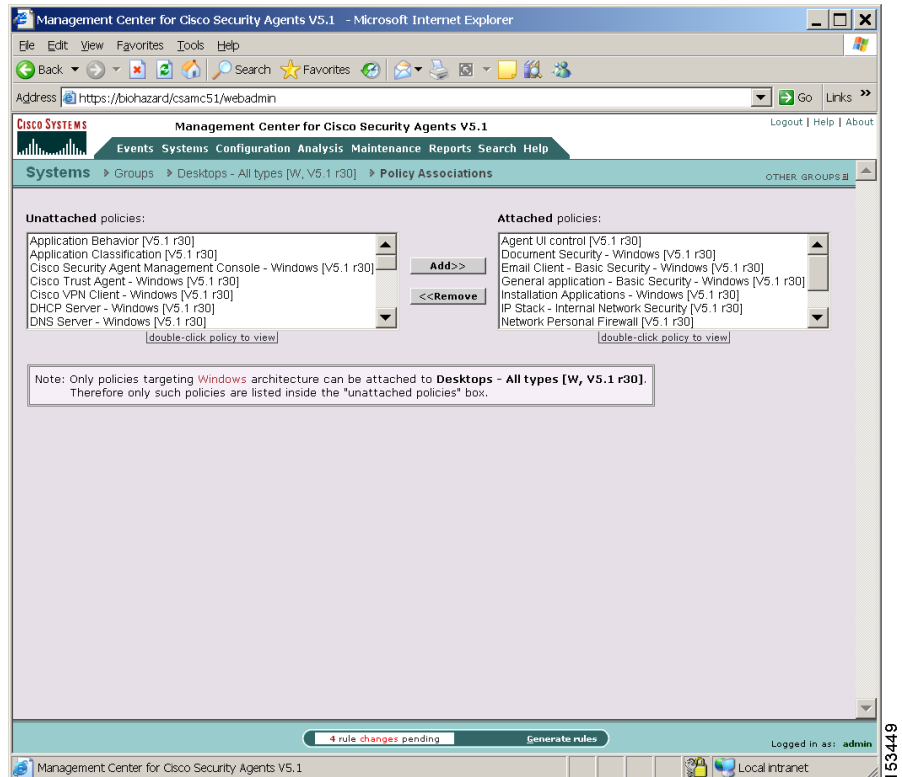 Management Center for Cisco Security Agents V5.1 - Microsoft Internet Explorer
File Edit View Favorites Tools Help
Back Search Favorites
Address https://biohazard/csamc51/webadmin Go Links »
CISCO SYSTEMS Management Center for Cisco Security Agents V5.1 Logout | Help | About
Events Systems Configuration Analysis Maintenance Reports Search Help
Systems > Groups > Desktops - All types [W, V5.1 r30] > Policy Associations OTHER GROUPS
Unattached policies: Attached policies:
Application Behavior [V5.1 r30] Agent UI control [V5.1 r30]
Application Classification [V5.1 r30] Document Security - Windows [V5.1 r30]
Cisco Security Agent Management Console - Windows [V5.1 r30] Add>> Email Client - Basic Security - Windows [V5.1 r30]
Cisco Trust Agent - Windows [V5.1 r30] General application - Basic Security - Windows [V5.1 r30]
Cisco VPN Client - Windows [V5.1 r30] <<Remove Installation Applications - Windows [V5.1 r30]
DHCP Server - Windows [V5.1 r30] IP Stack - Internal Network Security [V5.1 r30]
DNS Server - Windows [V5.1 r30] Network Personal Firewall [V5.1 r30]
double-click policy to view double-click policy to view
Note: Only policies targeting Windows architecture can be attached to Desktops - All types [W, V5.1 r30].
Therefore only such policies are listed inside the "unattached policies" box.
4 rule changes pending Generate rules Logged in as: admin
Management Center for Cisco Security Agents V5.1 Local intranet
153449